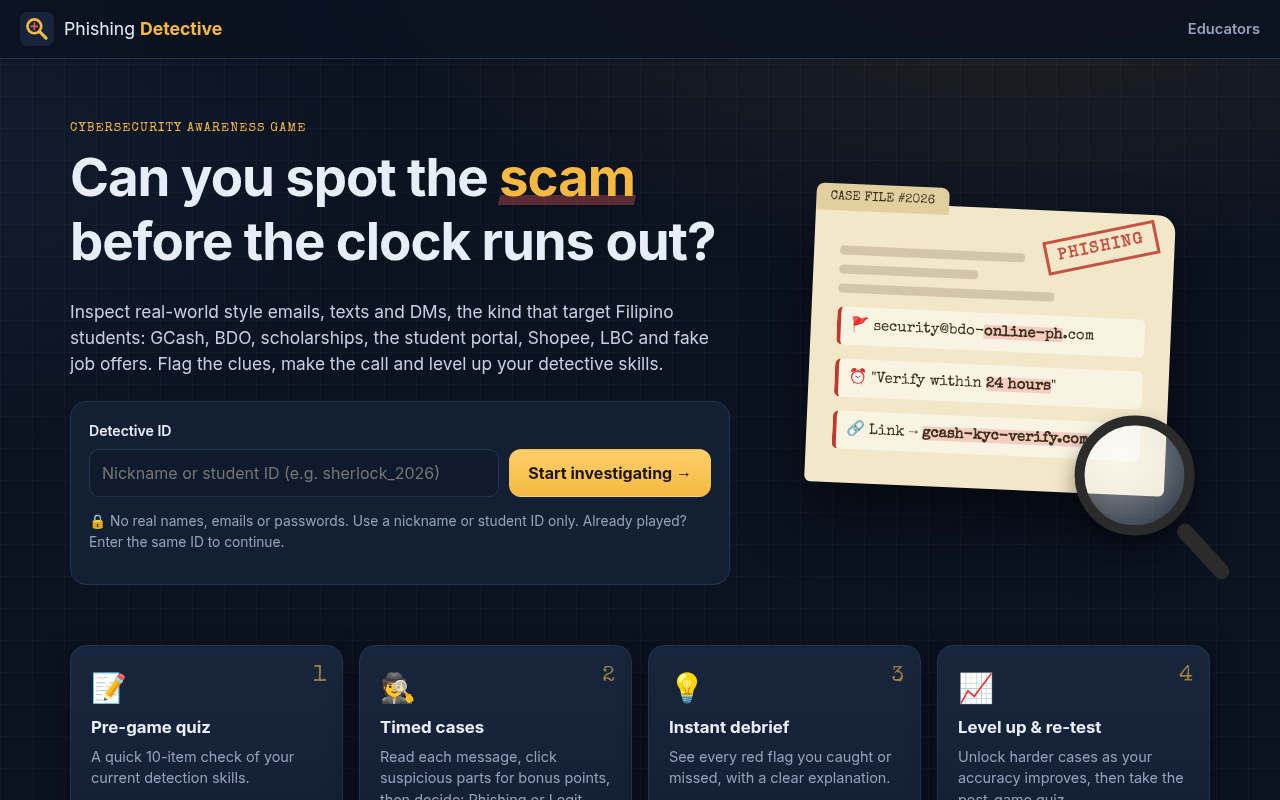 Phishing Detective
Educators
CYBERSECURITY AWARENESS GAME
Can you spot the scam
before the clock runs out?
Inspect real-world style emails, texts and DMs, the kind that target Filipino
students: GCash, BDO, scholarships, the student portal, Shopee, LBC and fake
job offers. Flag the clues, make the call and level up your detective skills.
Detective ID
Nickname or student ID (e.g. sherlock_2026)
Start investigating →
🔒 No real names, emails or passwords. Use a nickname or student ID only. Already played?
Enter the same ID to continue.
CASE FILE #2026
PHISHING
🚩 security@bdo-online-ph.com
⏰ "Verify within 24 hours"
🔗 Link → gcash-kyc-verify.com
1
Pre-game quiz
A quick 10-item check of your
current detection skills.
2
Timed cases
Read each message, click
suspicious parts for bonus points,
then decide: Phishing or Legit.
3
Instant debrief
See every red flag you caught or
missed, with a clear explanation.
4
Level up & re-test
Unlock harder cases as your
accuracy improves, then take the
post-game quiz.